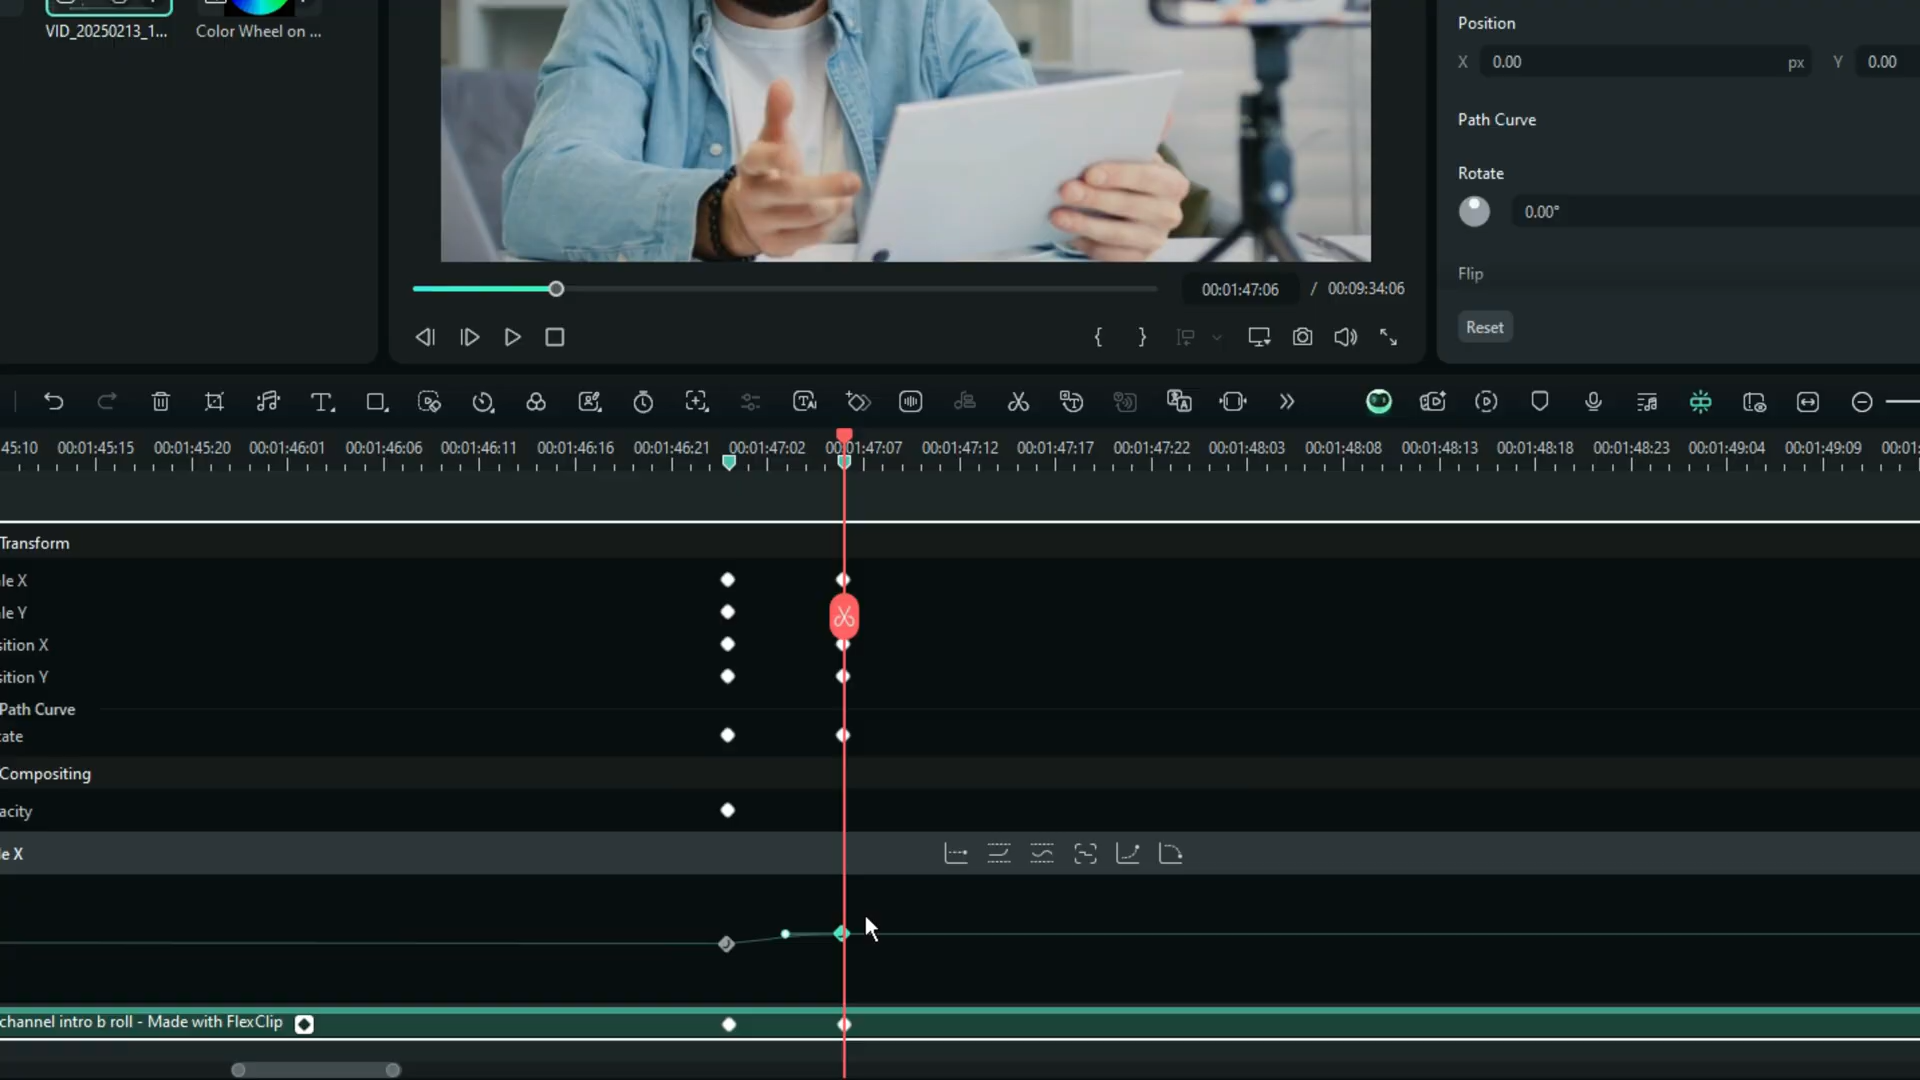 VID_20250213_1...
Color Wheel on ...
Position
X 0.00 px Y 0.00
Path Curve
Rotate
0.00°
Flip
Reset
00:01:47:06 / 00:09:34:06
45:10 00:01:45:15 00:01:45:20 00:01:46:01 00:01:46:06 00:01:46:11 00:01:46:16 00:01:46:21 00:01:47:02 00:01:47:07 00:01:47:12 00:01:47:17 00:01:47:22 00:01:48:03 00:01:48:08 00:01:48:13 00:01:48:18 00:01:48:23 00:01:49:04 00:01:49:09 00:01:
Transform
le X
le Y
sition X
sition Y
Path Curve
tate
Compositing
acity
le X
channel intro b roll - Made with FlexClip